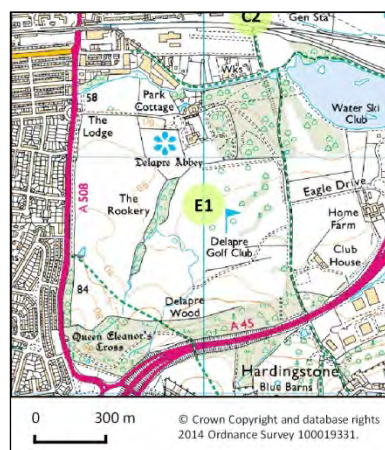 C2
Gen Sta
Wks
Park
Cottage
58
The
Lodge
Water Ski
Club
Delapre Abbey
A 508
The
Rookery
E1
Eagle Drive
Home
Farm
Delapre
Golf Club
Club
House
84
Delapre
Wood
A 45
Queen Eleanor's
Cross
Hardingstone
Blue Barns
0 300 m
© Crown Copyright and database rights
2014 Ordnance Survey 100019331.